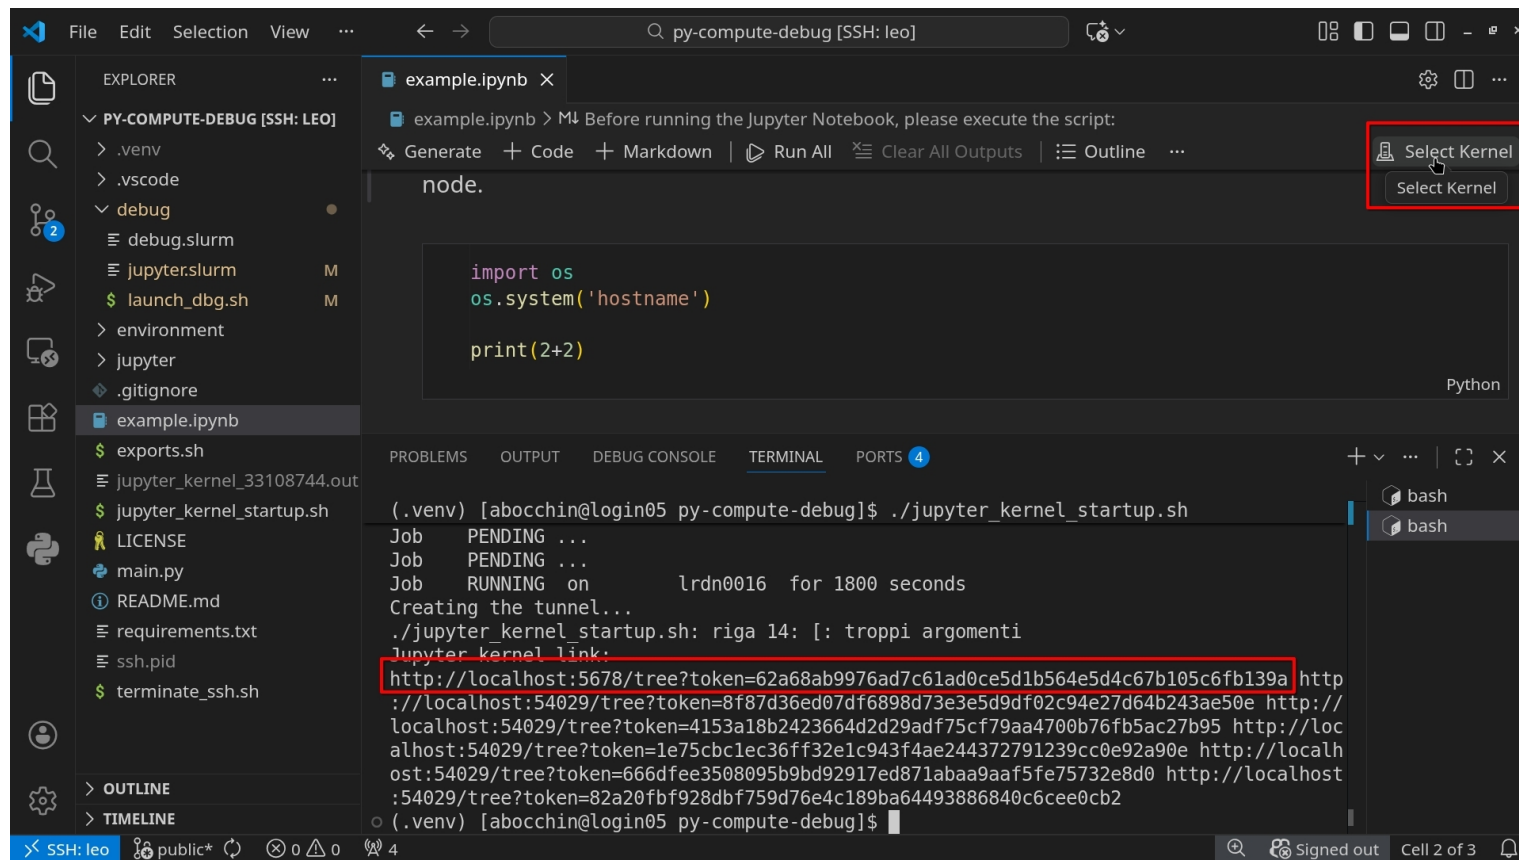 File Edit Selection View ··· ← → py-compute-debug [SSH: leo]
EXPLORER ···
PY-COMPUTE-DEBUG [SSH: LEO]
.venv
.vscode
debug
debug.slurm
jupyter.slurm M
$ launch_dbg.sh M
environment
jupyter
.gitignore
example.ipynb
$ exports.sh
jupyter_kernel_33108744.out
$ jupyter_kernel_startup.sh
LICENSE
main.py
README.md
requirements.txt
ssh.pid
$ terminate_ssh.sh
OUTLINE
TIMELINE
2
example.ipynb
example.ipynb > M↓ Before running the Jupyter Notebook, please execute the script:
Generate + Code + Markdown | Run All Clear All Outputs | Outline ··· Select Kernel
Select Kernel
node.
import os
os.system('hostname')
print(2+2)
Python
PROBLEMS OUTPUT DEBUG CONSOLE TERMINAL PORTS 4
bash
bash
(.venv) [abocchin@login05 py-compute-debug]$ ./jupyter_kernel_startup.sh
Job PENDING ...
Job PENDING ...
Job RUNNING on lrdn0016 for 1800 seconds
Creating the tunnel...
./jupyter_kernel_startup.sh: riga 14: [: troppi argomenti
Jupyter kernel link:
http://localhost:5678/tree?token=62a68ab9976ad7c61ad0ce5d1b564e5d4c67b105c6fb139a http
://localhost:54029/tree?token=8f87d36ed07df6898d73e3e5d9df02c94e27d64b243ae50e http://
localhost:54029/tree?token=4153a18b2423664d2d29adf75cf79aa4700b76fb5ac27b95 http://loc
alhost:54029/tree?token=1e75cbc1ec36ff32e1c943f4ae244372791239cc0e92a90e http://localh
ost:54029/tree?token=666dfee3508095b9bd92917ed871abaa9aaf5fe75732e8d0 http://localhost
:54029/tree?token=82a20fbf928dbf759d76e4c189ba64493886840c6cee0cb2
(.venv) [abocchin@login05 py-compute-debug]$
SSH: leo public* 0 0 4 Signed out Cell 2 of 3